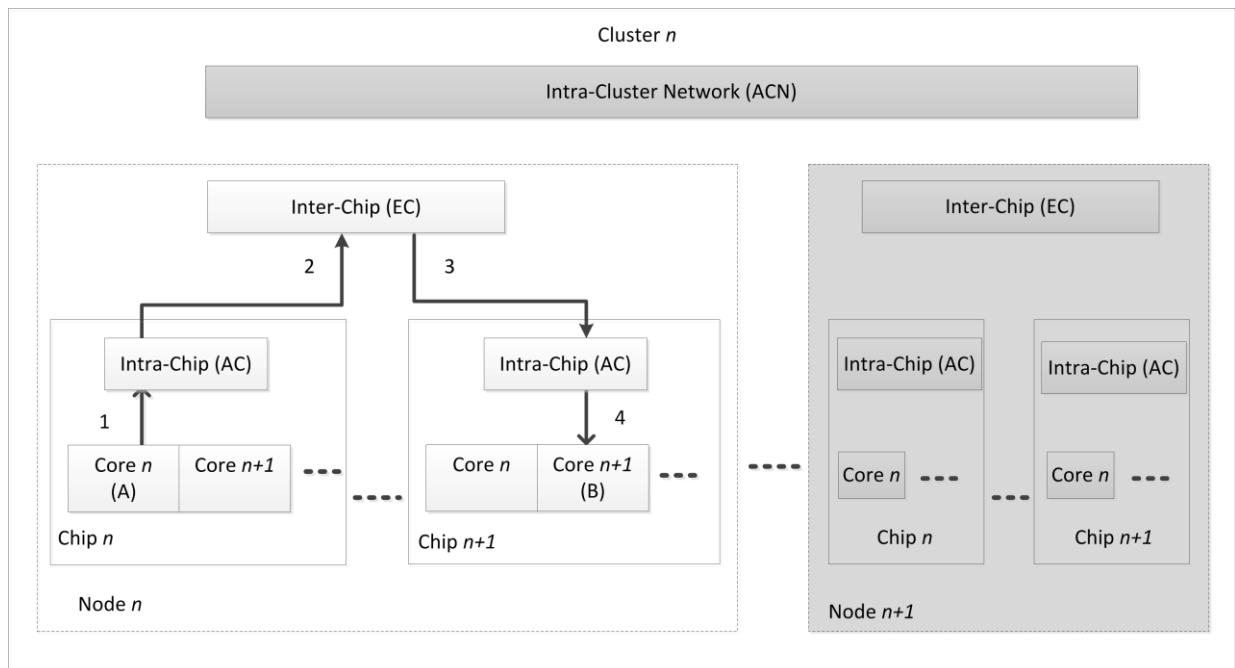 Cluster n
Intra-Cluster Network (ACN)
Inter-Chip (EC)
2
3
Intra-Chip (AC)
Intra-Chip (AC)
1
4
Core n
(A)
Core n+1
Core n
Core n+1
(B)
Chip n
Chip n+1
Node n
Inter-Chip (EC)
Intra-Chip (AC)
Intra-Chip (AC)
Core n
Core n
Chip n
Chip n+1
Node n+1